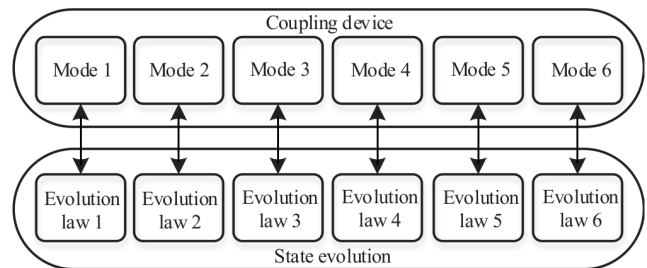 Coupling device
Mode 1 Mode 2 Mode 3 Mode 4 Mode 5 Mode 6
Evolution Evolution Evolution Evolution Evolution Evolution
law 1 law 2 law 3 law 4 law 5 law 6
State evolution